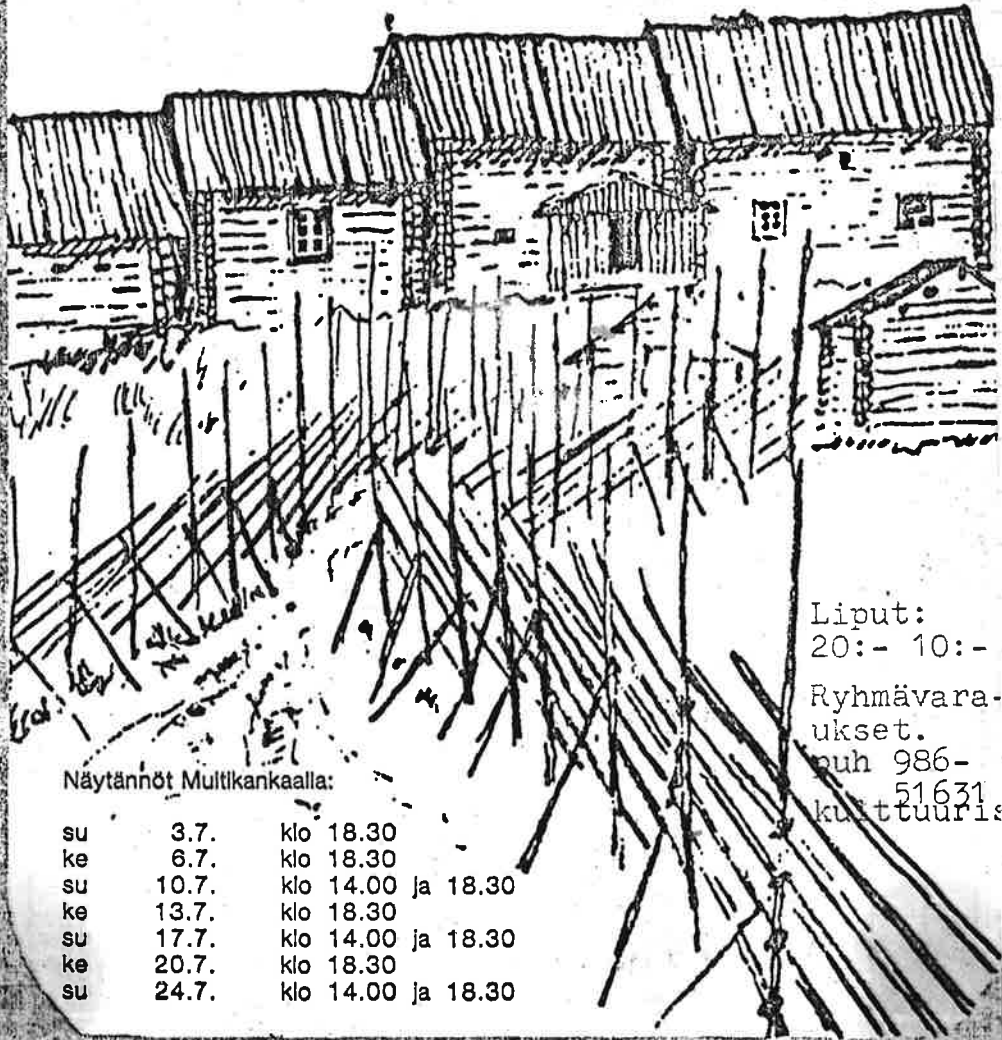 Liput:
20:- 10:-
Ryhmävara-
ukset.
puh 986-
51631
kulttuuris
Näytännöt Multikankaalla:
su 3.7. klo 18.30
ke 6.7. klo 18.30
su 10.7. klo 14.00 ja 18.30
ke 13.7. klo 18.30
su 17.7. klo 14.00 ja 18.30
ke 20.7. klo 18.30
su 24.7. klo 14.00 ja 18.30